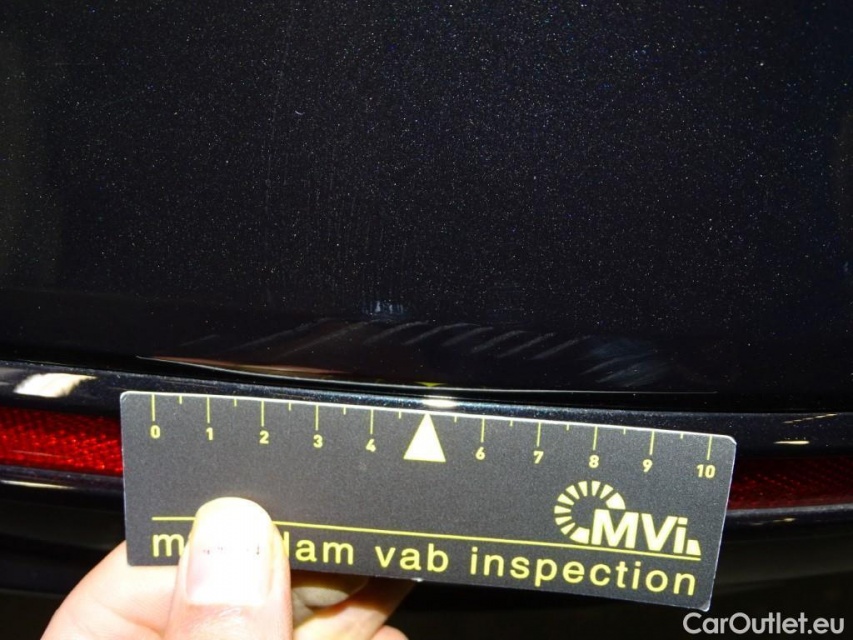 0 1 2 3 4 6 7 8 9 10
MVi
vab inspection
CarOutlet.eu